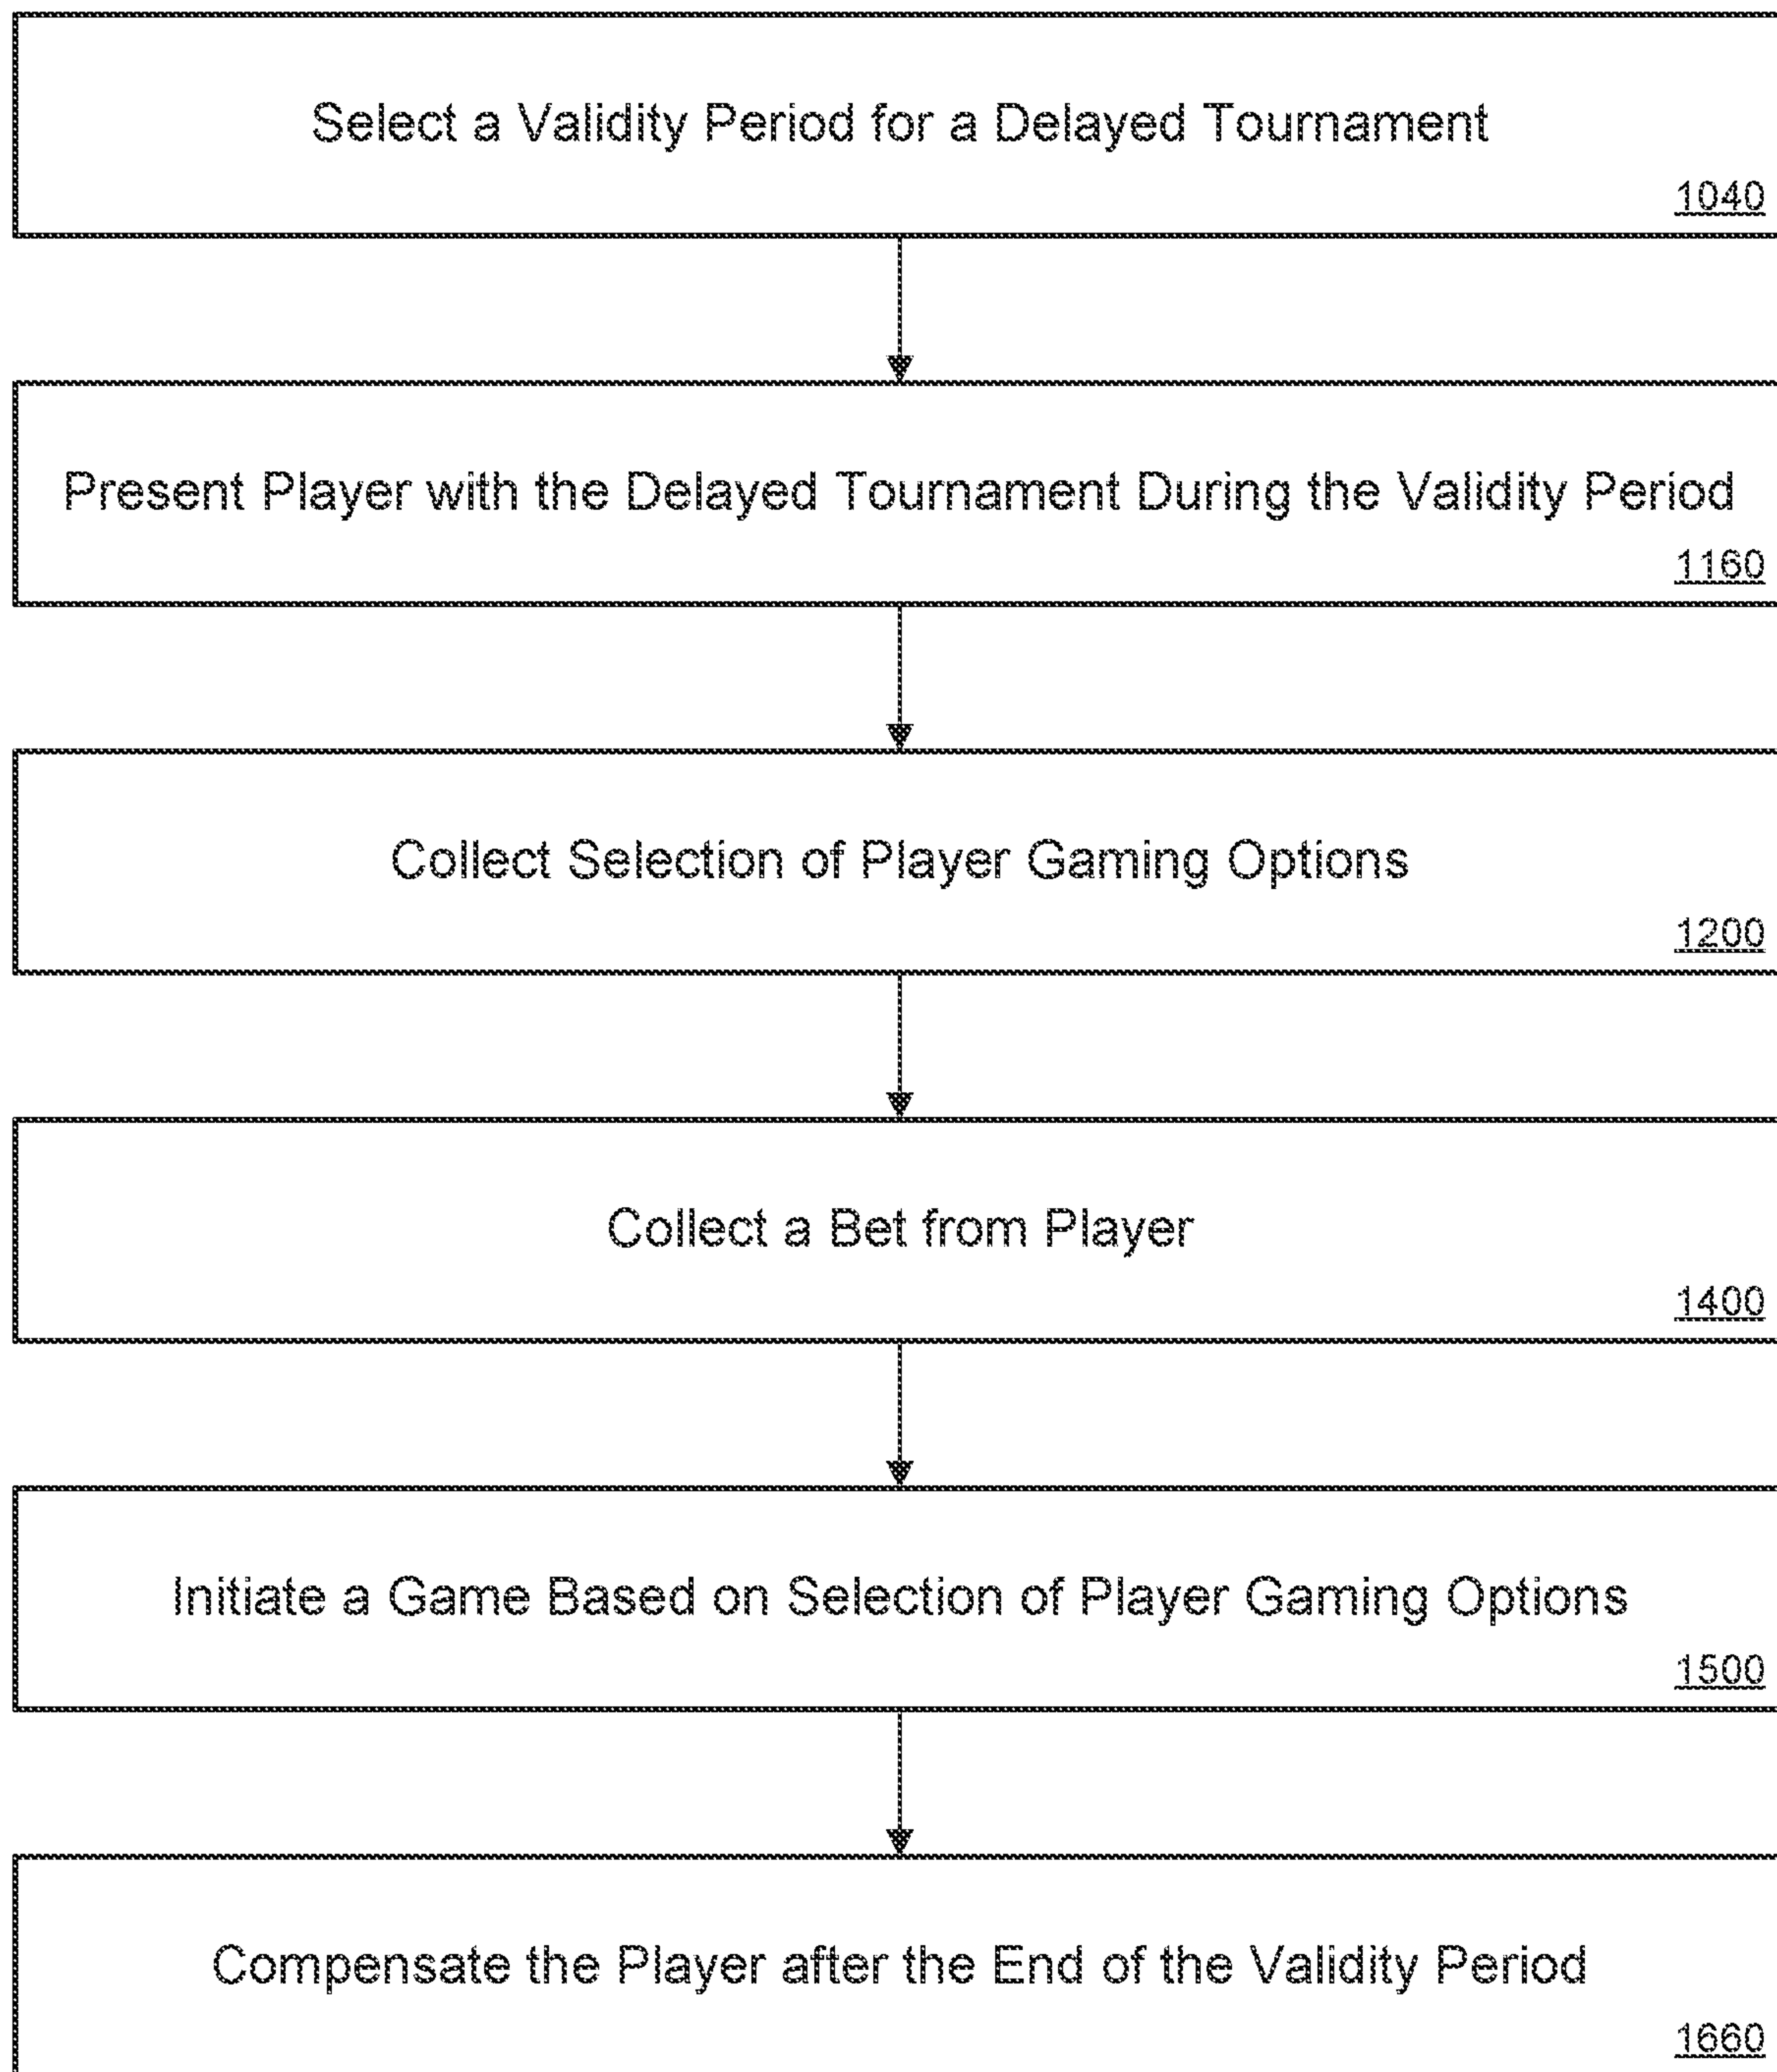 Select a Validity Period for a Delayed Tournament
1040
Present Player with the Delayed Tournament During the Validity Period
1160
Collect Selection of Player Gaming Options
1200
Collect a Bet from Player
1400
Initiate a Game Based on Selection of Player Gaming Options
1500
Compensate the Player after the End of the Validity Period
1660